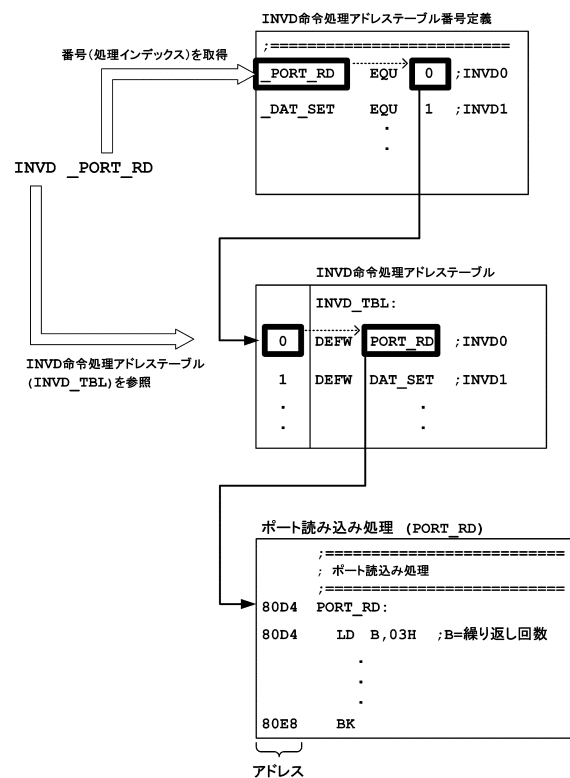 INVD命令処理アドレステーブル番号定義
;==========================
番号(処理インデックス)を取得
_PORT_RD EQU 0 ;INVD0
_DAT_SET EQU 1 ;INVD1
.
.
INVD _PORT_RD
INVD命令処理アドレステーブル
INVD_TBL:
0 DEFW PORT_RD ;INVD0
INVD命令処理アドレステーブル
(INVD_TBL)を参照
1 DEFW DAT_SET ;INVD1
. .
. .
ポート読み込み処理 (PORT_RD)
;==========================
; ポート読込み処理
;==========================
80D4 PORT_RD:
80D4 LD B,03H ;B=繰り返し回数
.
.
.
80E8 BK
アドレス